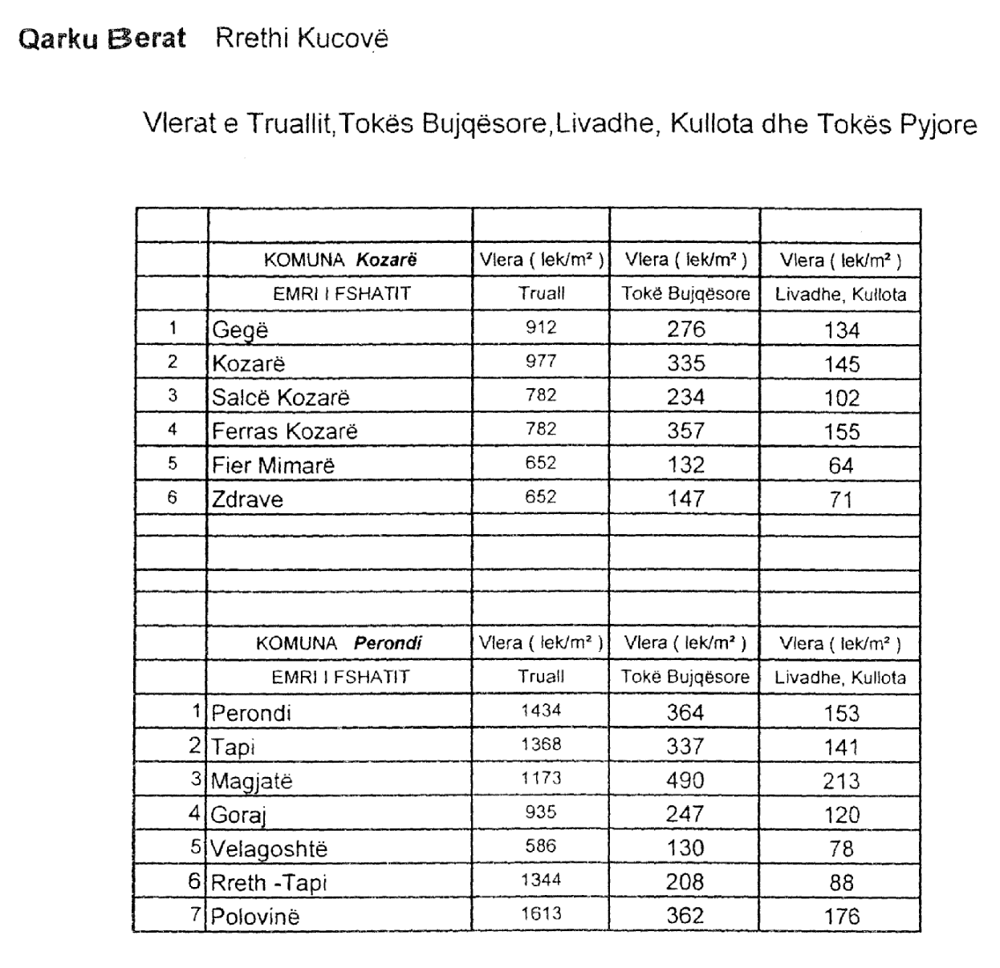 Qarku Berat Rrethi Kucovë
Vlerat e Truallit,Tokës Bujqësore,Livadhe, Kullota dhe Tokës Pyjore
KOMUNA Kozarë Vlera ( lek/m² ) Vlera ( lek/m² ) Vlera ( lek/m² )
EMRI I FSHATIT Truall Tokë Bujqësore Livadhe, Kullota
1 Gegë 912 276 134
2 Kozarë 977 335 145
3 Salcë Kozarë 782 234 102
4 Ferras Kozarë 782 357 155
5 Fier Mimarë 652 132 64
6 Zdrave 652 147 71
KOMUNA Perondi Vlera ( lek/m² ) Vlera ( lek/m² ) Vlera ( lek/m² )
EMRI I FSHATIT Truall Tokë Bujqësore Livadhe, Kullota
1 Perondi 1434 364 153
2 Tapi 1368 337 141
3 Magjatë 1173 490 213
4 Goraj 935 247 120
5 Velagoshtë 586 130 78
6 Rreth -Tapi 1344 208 88
7 Polovinë 1613 362 176